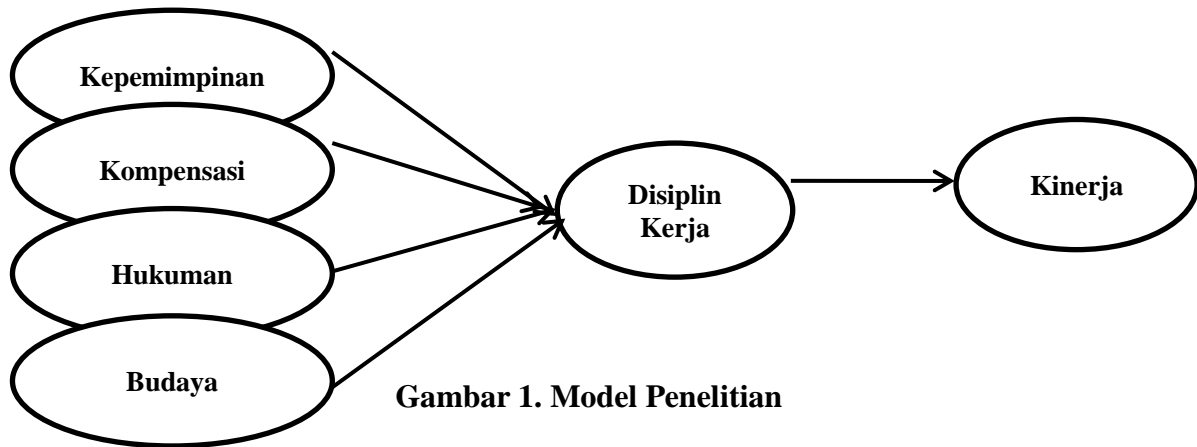 Kepemimpinan
Kompensasi
Hukuman
Budaya
Disiplin
Kerja
Kinerja
Gambar 1. Model Penelitian